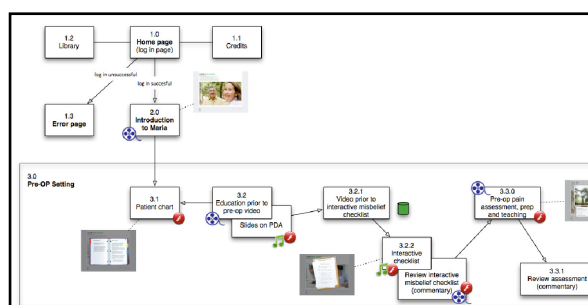 1.2
Library
1.0
Home page
(log in page)
1.1
Credits
log in unsuccessful
log in succesful
1.3
Error page
2.0
Introduction
to Maria
3.0
Pre-OP Setting
3.1
Patient chart
3.2
Education prior to
pre-op video
Slides on PDA
3.2.1
Video prior to
interactive misbelief
checklist
3.2.2
Interactive
checklist
Review interactive
misbelief checklist
(commentary)
3.3.0
Pre-op pain
assessment, prep
and teaching
3.3.1
Review assessment
(commentary)